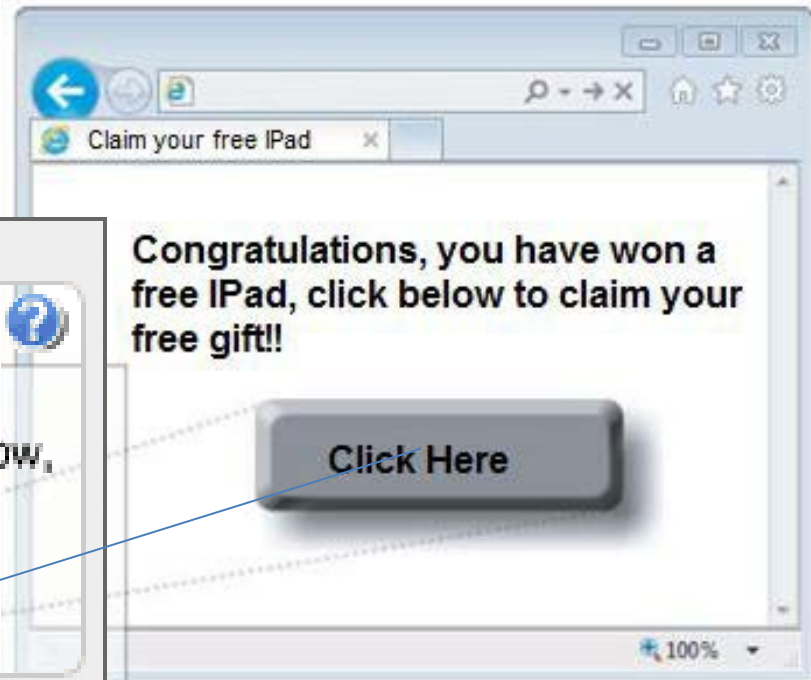 Claim your free IPad
Congratulations, you have won a
free IPad, click below to claim your
free gift!!
Click Here
100%